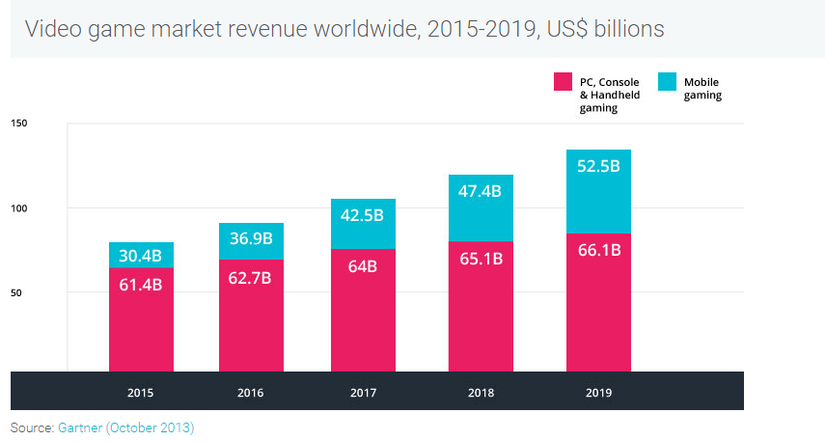 Video game market revenue worldwide, 2015-2019, US$ billions
PC, Console
& Handheld
gaming
Mobile
gaming
150
100
50
30.4B
61.4B
36.9B
62.7B
42.5B
64B
47.4B
65.1B
52.5B
66.1B
2015
2016
2017
2018
2019
Source: Gartner (October 2013)